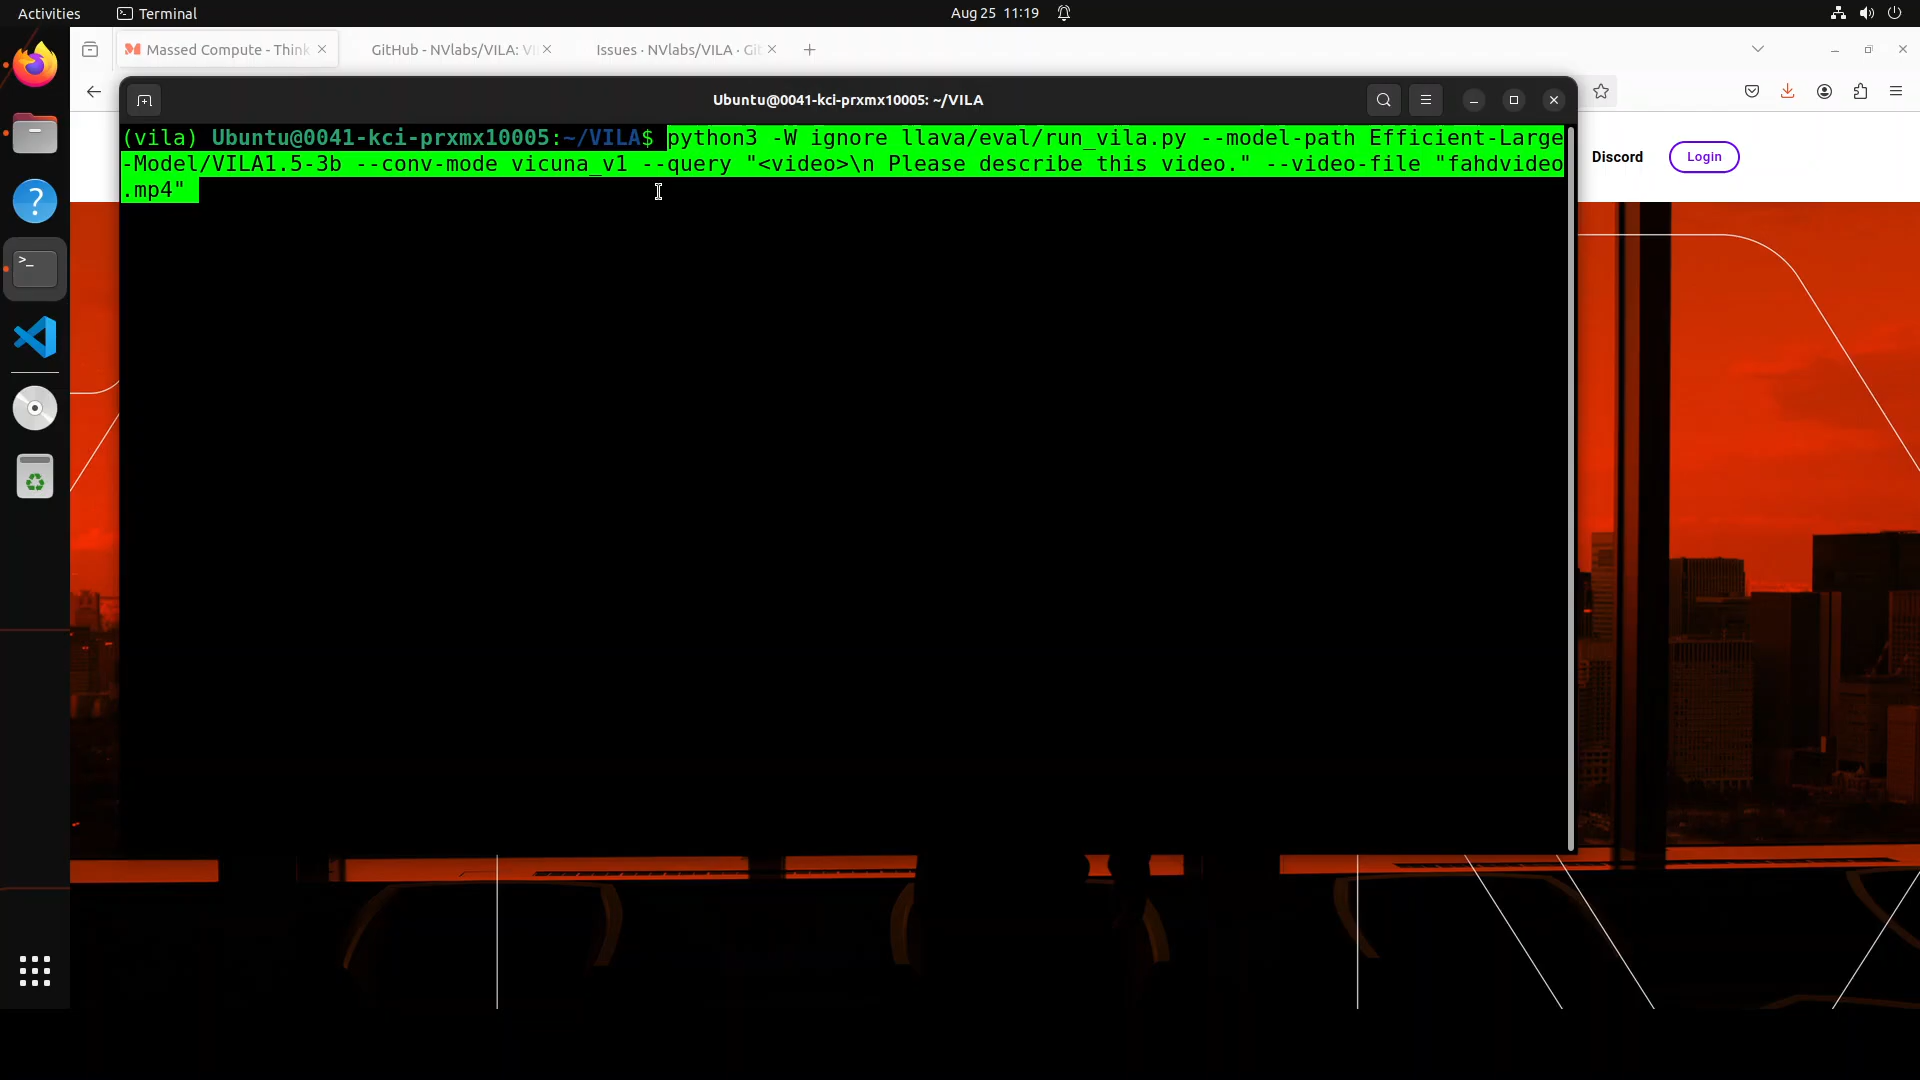 Activities
Terminal
Aug 25 11:19
Massed Compute - Think
GitHub - NVlabs/VILA: VI
Issues · NVlabs/VILA · Git
Ubuntu@0041-kci-prxmx10005: ~/VILA
(vila) Ubuntu@0041-kci-prxmx10005:~/VILA$ python3 -W ignore llava/eval/run_vila.py --model-path Efficient-Large
-Model/VILA1.5-3b --conv-mode vicuna_v1 --query "<video>\n Please describe this video." --video-file "fahdvideo
.mp4"
Discord
Login